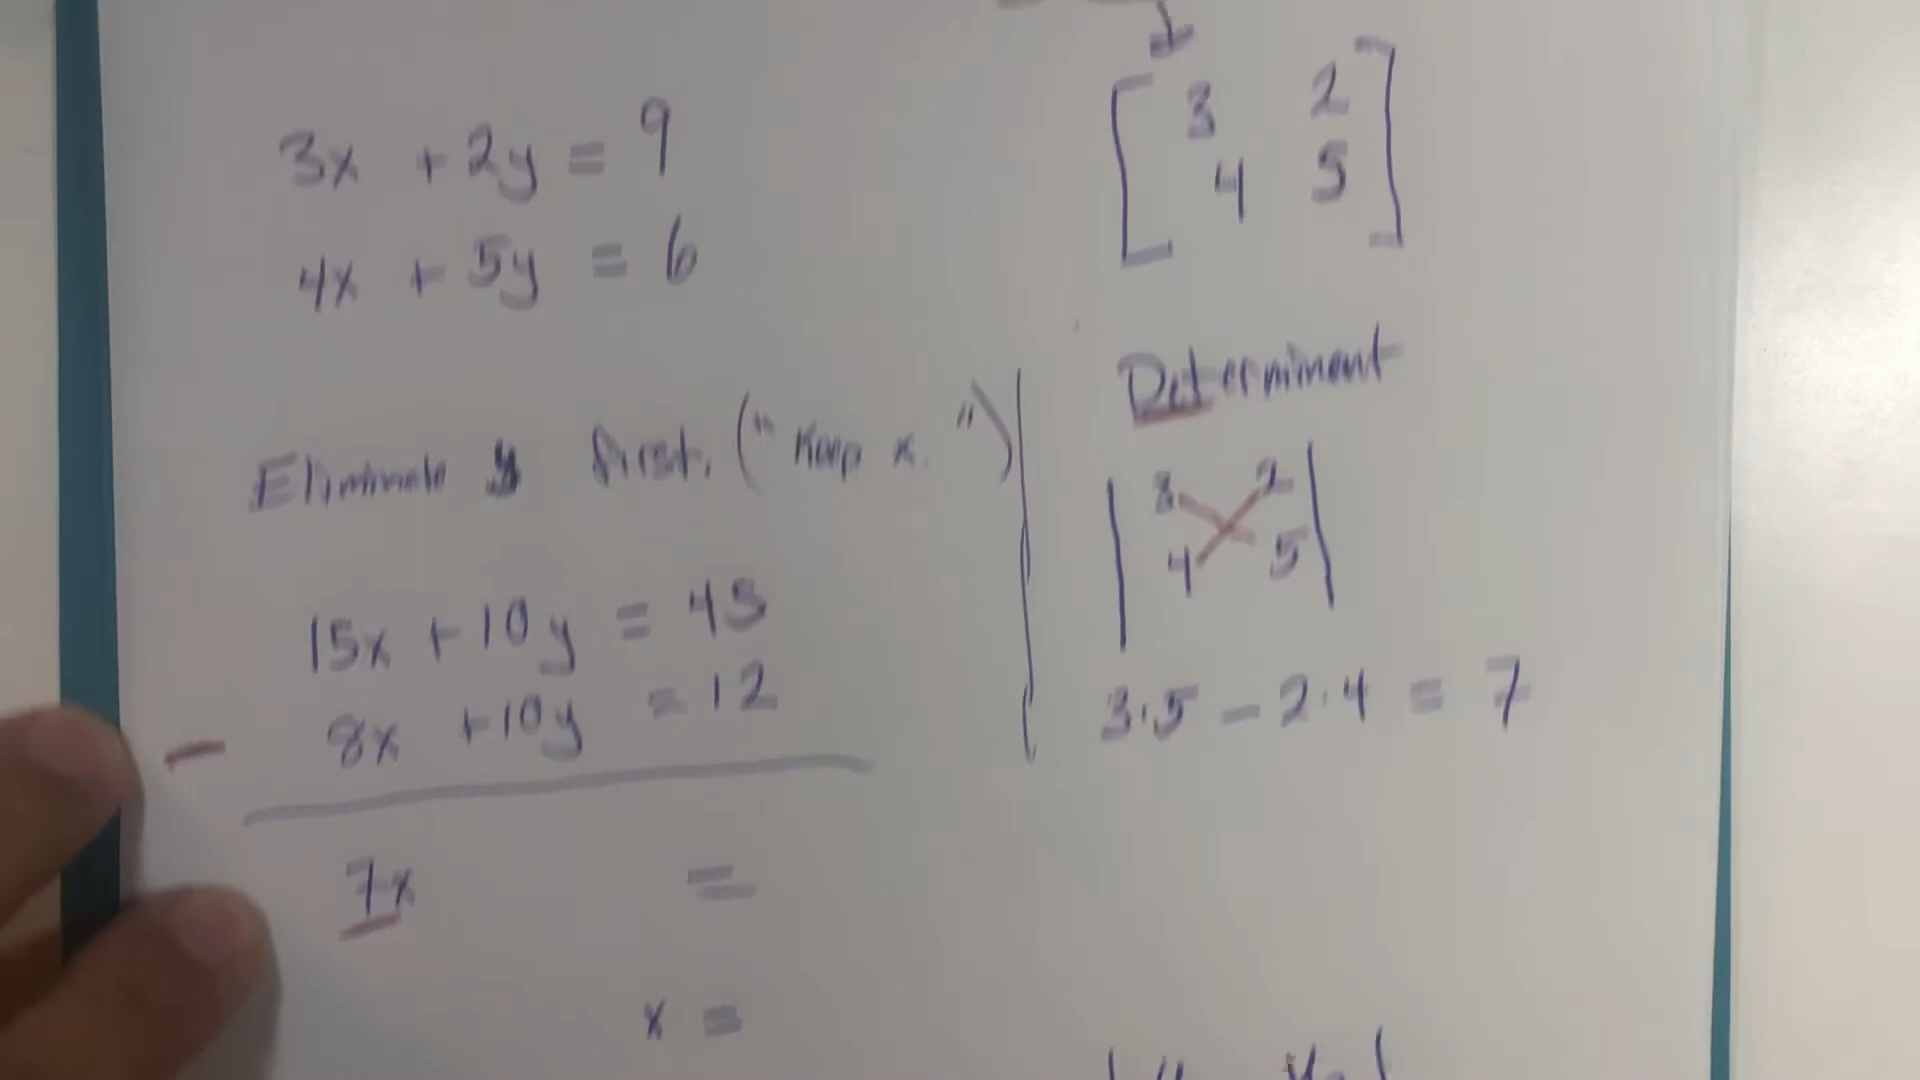 3x + 2y = 9
4x + 5y = 6
Eliminate y first. ("Keep x.")
15x + 10y = 45
8x + 10y = 12
—
7x =
x =
[3 2
4 5]
Determinent
|3 2
4 5|
3·5 − 2·4 = 7